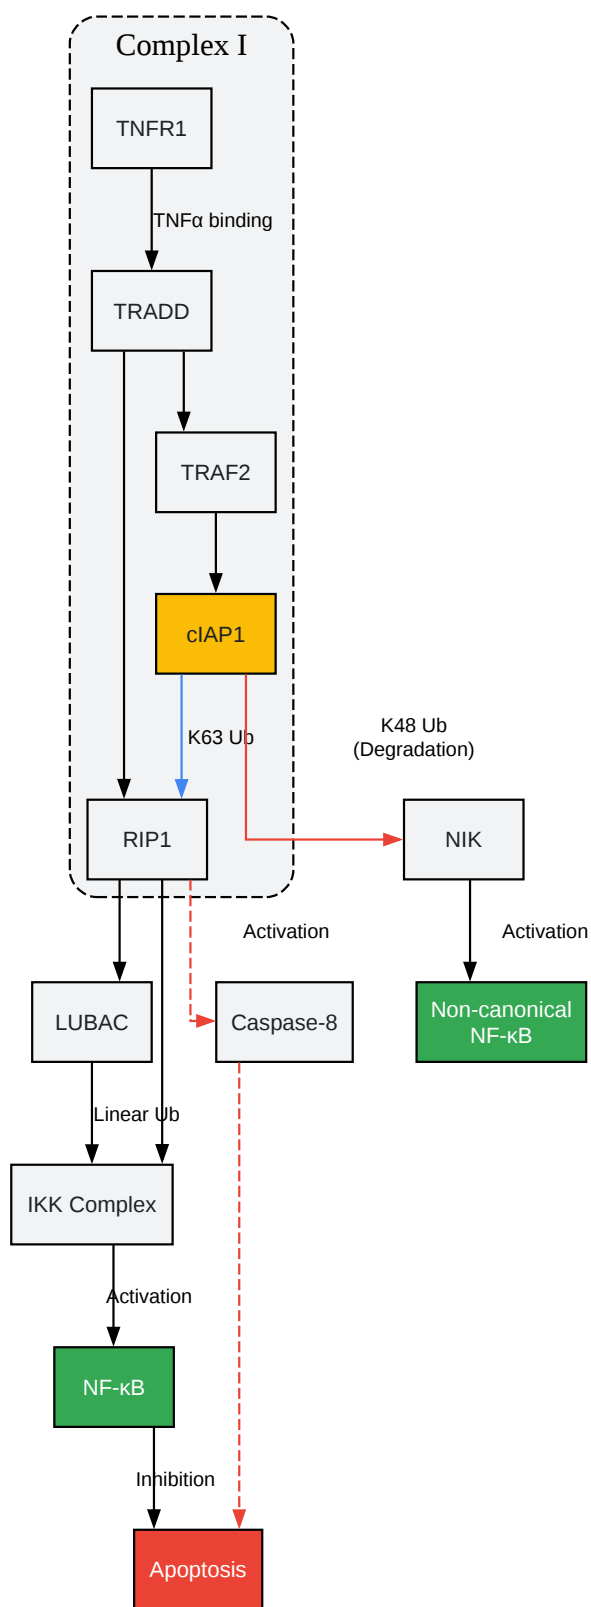 Complex I
TNFR1
TNFα binding
TRADD
TRAF2
cIAP1
K63 Ub
K48 Ub
(Degradation)
RIP1
NIK
Activation
Activation
LUBAC
Caspase-8
Non-canonical
NF-κB
Linear Ub
IKK Complex
Activation
NF-κB
Inhibition
Apoptosis